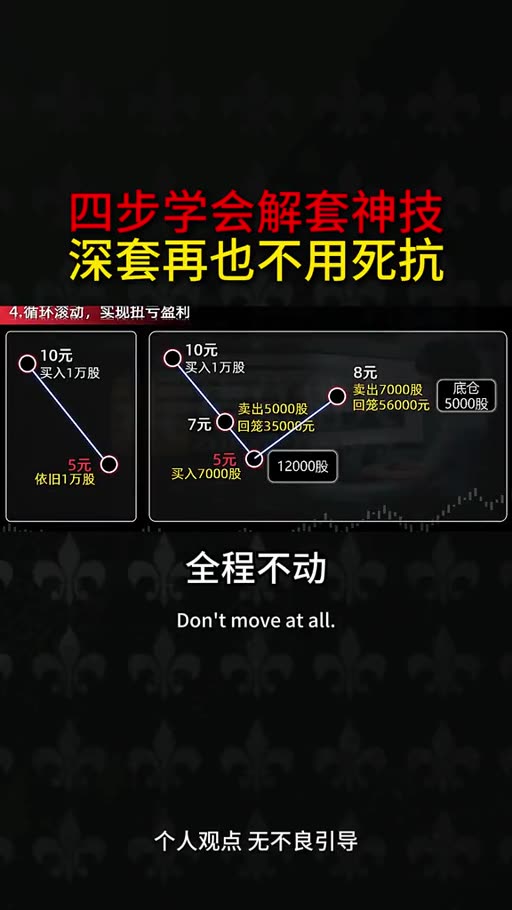 四步学会解套神技
深套再也不用死抗
4.循环滚动，实现扭亏盈利
10元
买入1万股
5元
依旧1万股
10元
买入1万股
7元
卖出5000股
回笼35000元
5元
买入7000股
12000股
8元
卖出7000股
回笼56000元
底仓
5000股
全程不动
Don't move at all.
个人观点 无不良引导